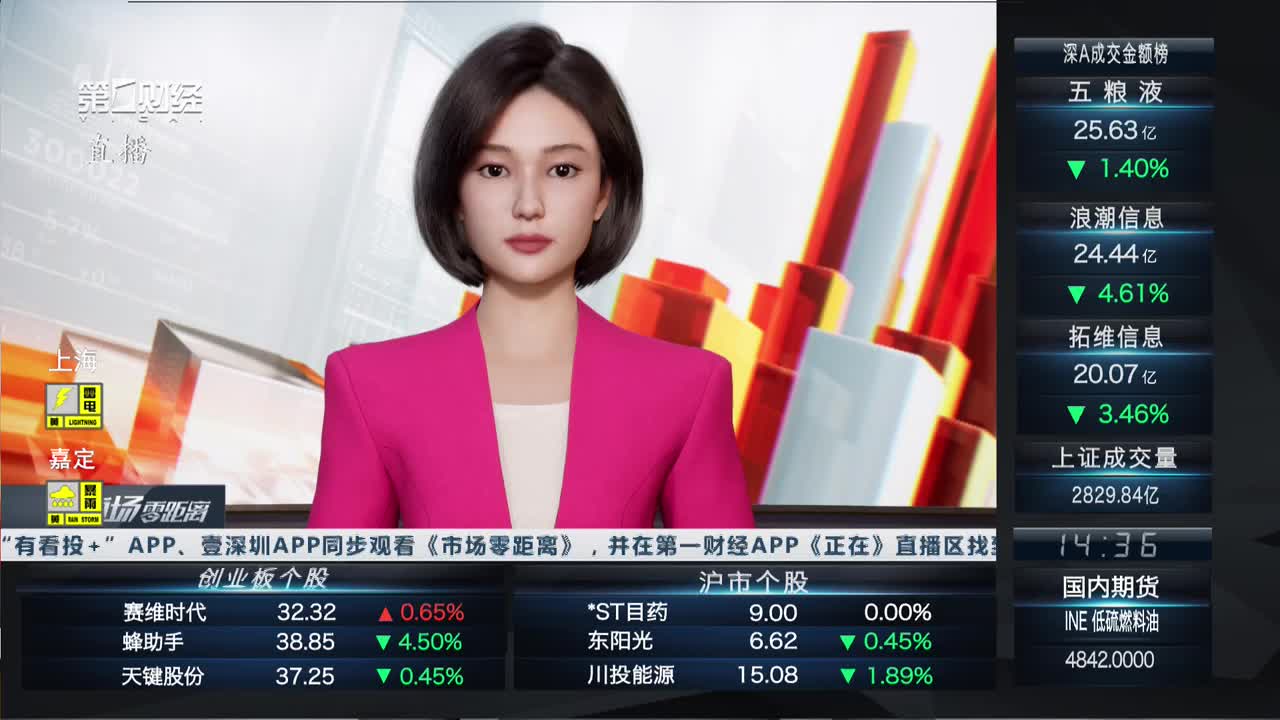 第一财经
直播
上海
雷电
黄 LIGHTNING
嘉定
暴雨
黄 RAIN STORM
市场零距离
“有看投+”APP、壹深圳APP同步观看《市场零距离》，并在第一财经APP《正在》直播区找到
创业板个股
赛维时代 32.32 ▲ 0.65%
蜂助手 38.85 ▼ 4.50%
天键股份 37.25 ▼ 0.45%
沪市个股
*ST目药 9.00 0.00%
东阳光 6.62 ▼ 0.45%
川投能源 15.08 ▼ 1.89%
深A成交金额榜
五粮液
25.63亿
▼ 1.40%
浪潮信息
24.44亿
▼ 4.61%
拓维信息
20.07亿
▼ 3.46%
上证成交量
2829.84亿
14:36
国内期货
INE 低硫燃料油
4842.0000